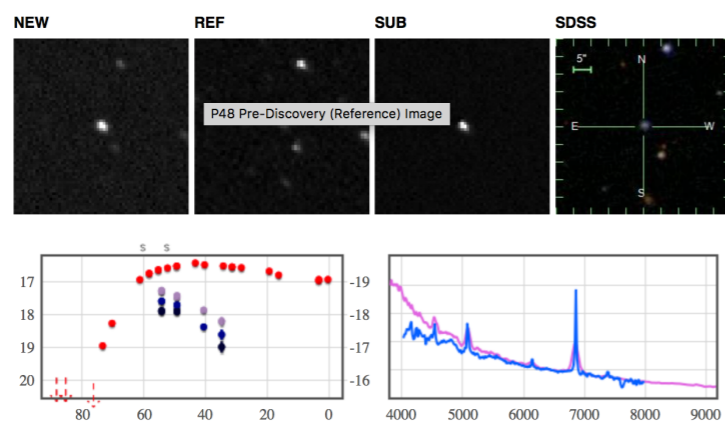 NEW REF SUB SDSS
5"
N
P48 Pre-Discovery (Reference) Image
E W
S
S S
17 -19
18 -18
19 -17
20 -16
80 60 40 20 0
4000 5000 6000 7000 8000 9000